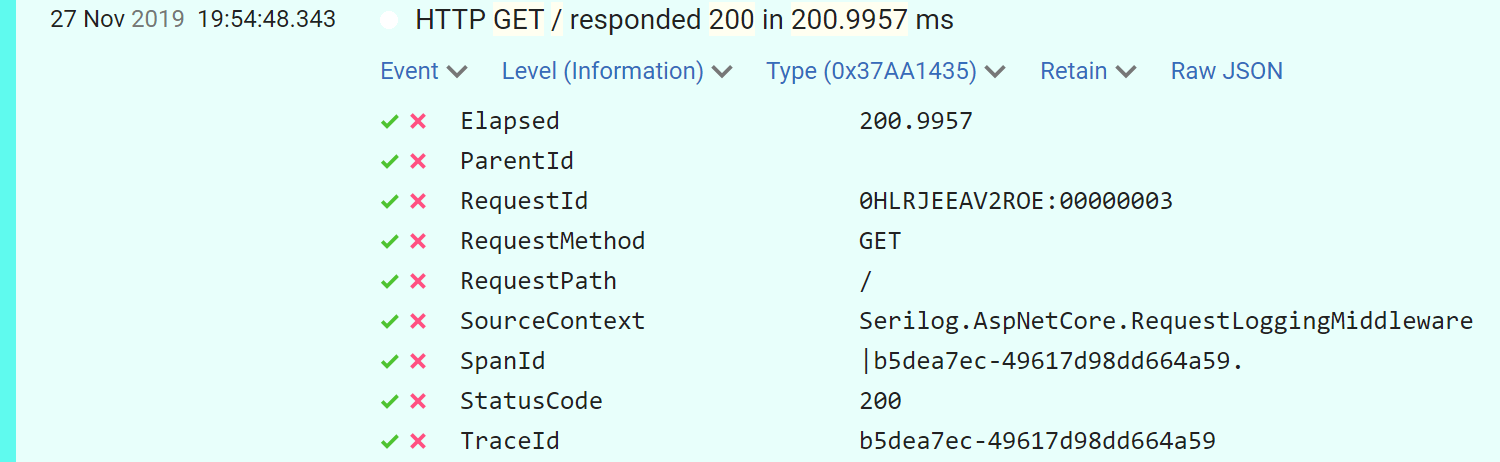 27 Nov 2019 19:54:48.343 HTTP GET / responded 200 in 200.9957 ms
Event Level (Information) Type (0x37AA1435) Retain Raw JSON
Elapsed 200.9957
ParentId
RequestId 0HLRJEEAV2ROE:00000003
RequestMethod GET
RequestPath /
SourceContext Serilog.AspNetCore.RequestLoggingMiddleware
SpanId |b5dea7ec-49617d98dd664a59.
StatusCode 200
TraceId b5dea7ec-49617d98dd664a59